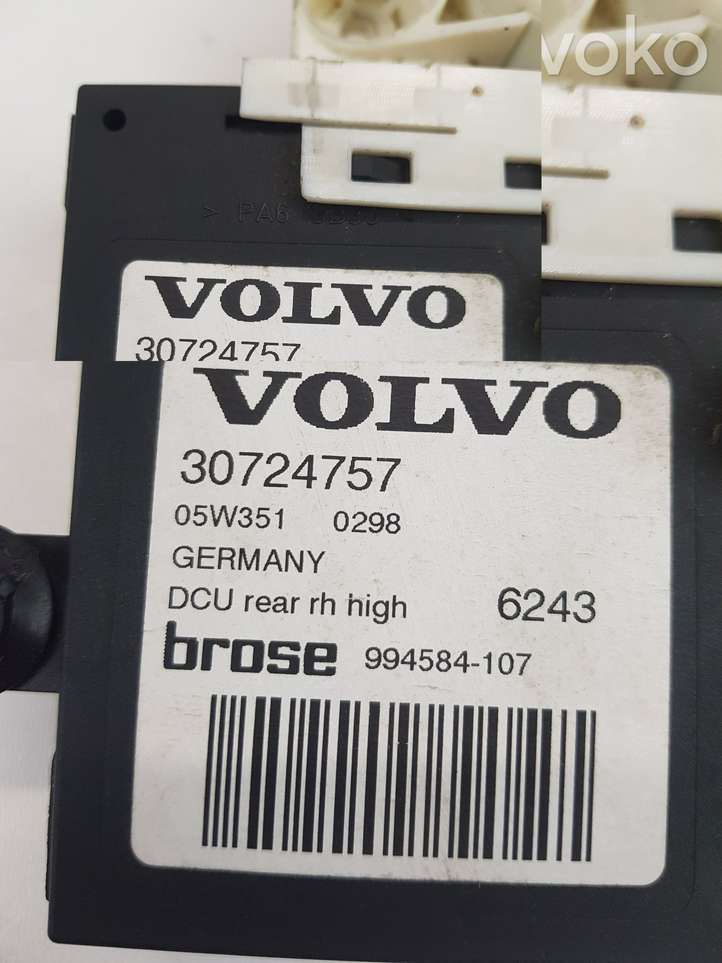 voko
> PA6
VOLVO
30724757
VOLVO
30724757
05W351 0298
GERMANY
DCU rear rh high 6243
brose 994584-107